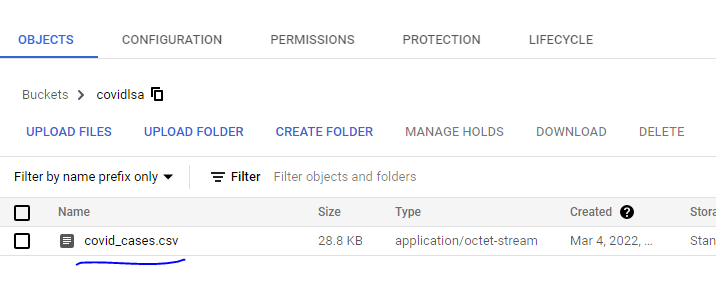 OBJECTS CONFIGURATION PERMISSIONS PROTECTION LIFECYCLE
Buckets > covidlsa
UPLOAD FILES UPLOAD FOLDER CREATE FOLDER MANAGE HOLDS DOWNLOAD DELETE
Filter by name prefix only Filter Filter objects and folders
Name Size Type Created ? Stora
covid_cases.csv 28.8 KB application/octet-stream Mar 4, 2022, ... Stan